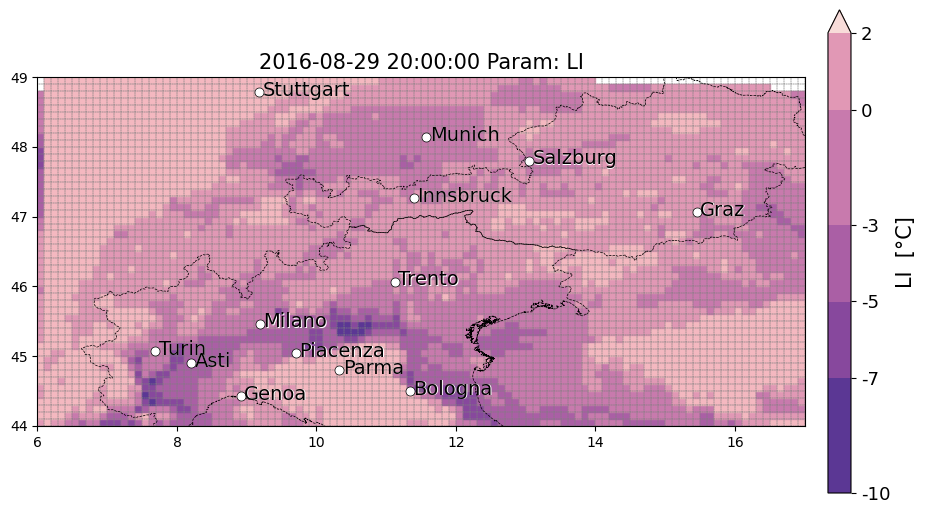 2016-08-29 20:00:00 Param: LI
49
48
47
46
45
44
6
8
10
12
14
16
Stuttgart
Munich
Salzburg
Innsbruck
Graz
Trento
Milano
Turin
Asti
Piacenza
Parma
Genoa
Bologna
2
0
-3
-5
-7
-10
LI [°C]